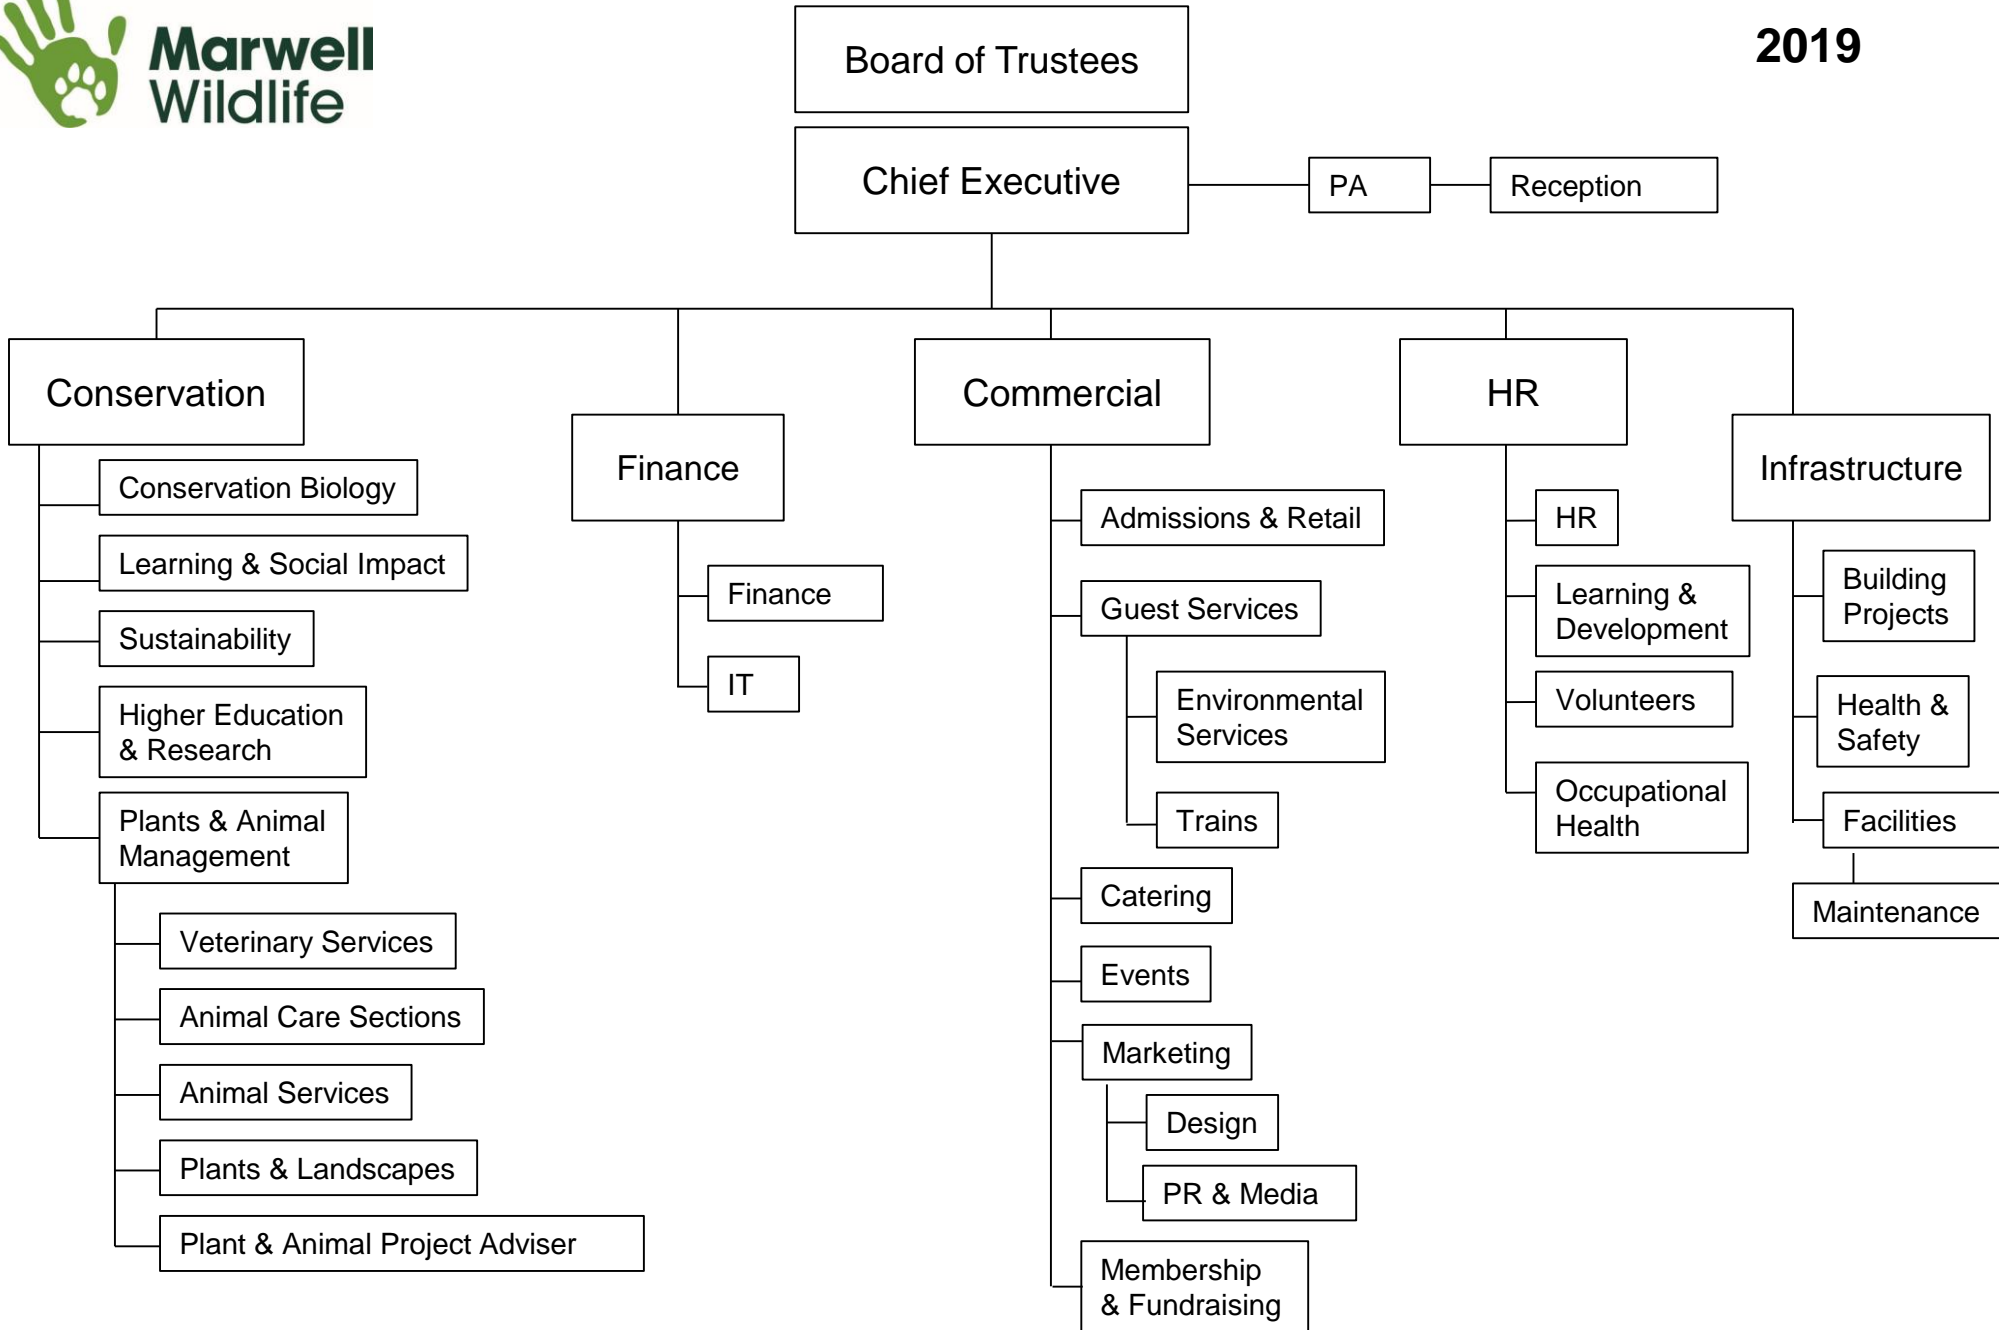 Marwell
Wildlife
2019
Board of Trustees
Chief Executive
PA
Reception
Conservation
Conservation Biology
Learning & Social Impact
Sustainability
Higher Education
& Research
Plants & Animal
Management
Veterinary Services
Animal Care Sections
Animal Services
Plants & Landscapes
Plant & Animal Project Adviser
Finance
Finance
IT
Commercial
Admissions & Retail
Guest Services
Environmental
Services
Trains
Catering
Events
Marketing
Design
PR & Media
Membership
& Fundraising
HR
HR
Learning &
Development
Volunteers
Occupational
Health
Infrastructure
Building
Projects
Health &
Safety
Facilities
Maintenance